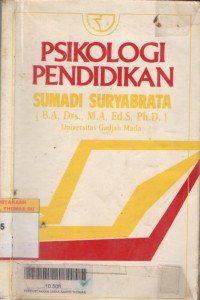 PSIKOLOGI
PENDIDIKAN
SUMADI SURYABRATA
( B.A, Drs., M.A, Ed.S, Ph.D. )
Universitas Gadjah Mada